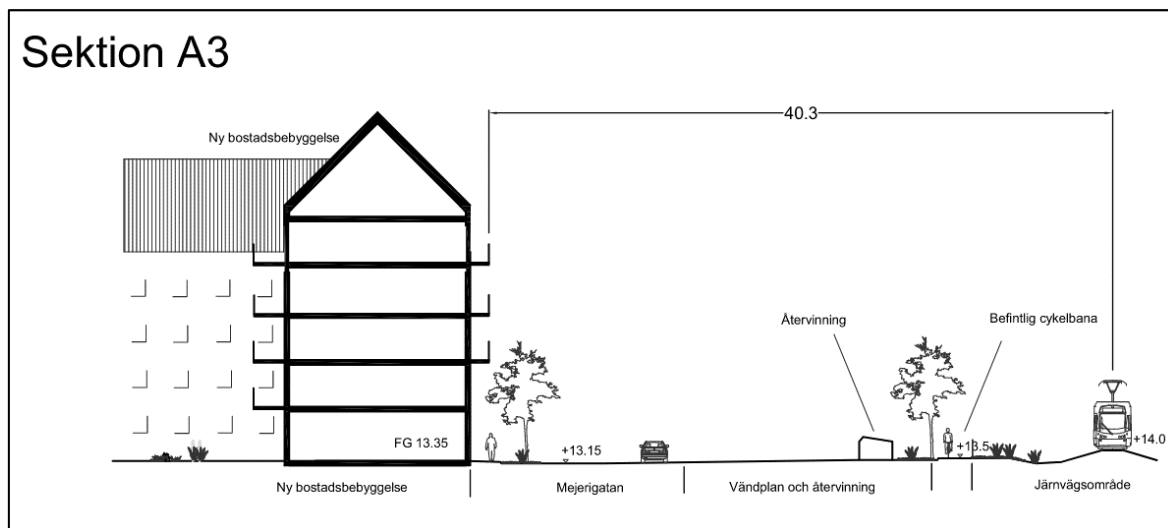 Sektion A3
40.3
Ny bostadsbebyggelse
Återvinning
Befintlig cykelbana
FG 13.35
+13.15
+13.5
+14.0
Ny bostadsbebyggelse
Mejerigatan
Vändplan och återvinning
Järnvägsområde